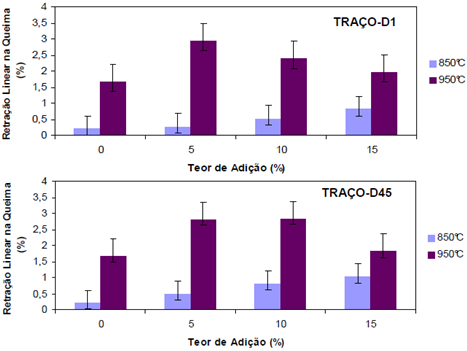 TRAÇO-D1
Retração Linear na Queima (%)
4
3,5
3
2,5
2
1,5
1
0,5
0
850°C
950°C
0 5 10 15
Teor de Adição (%)
TRAÇO-D45
Retração Linear na Queima (%)
4
3,5
3
2,5
2
1,5
1
0,5
0
850°C
950°C
0 5 10 15
Teor de Adição (%)